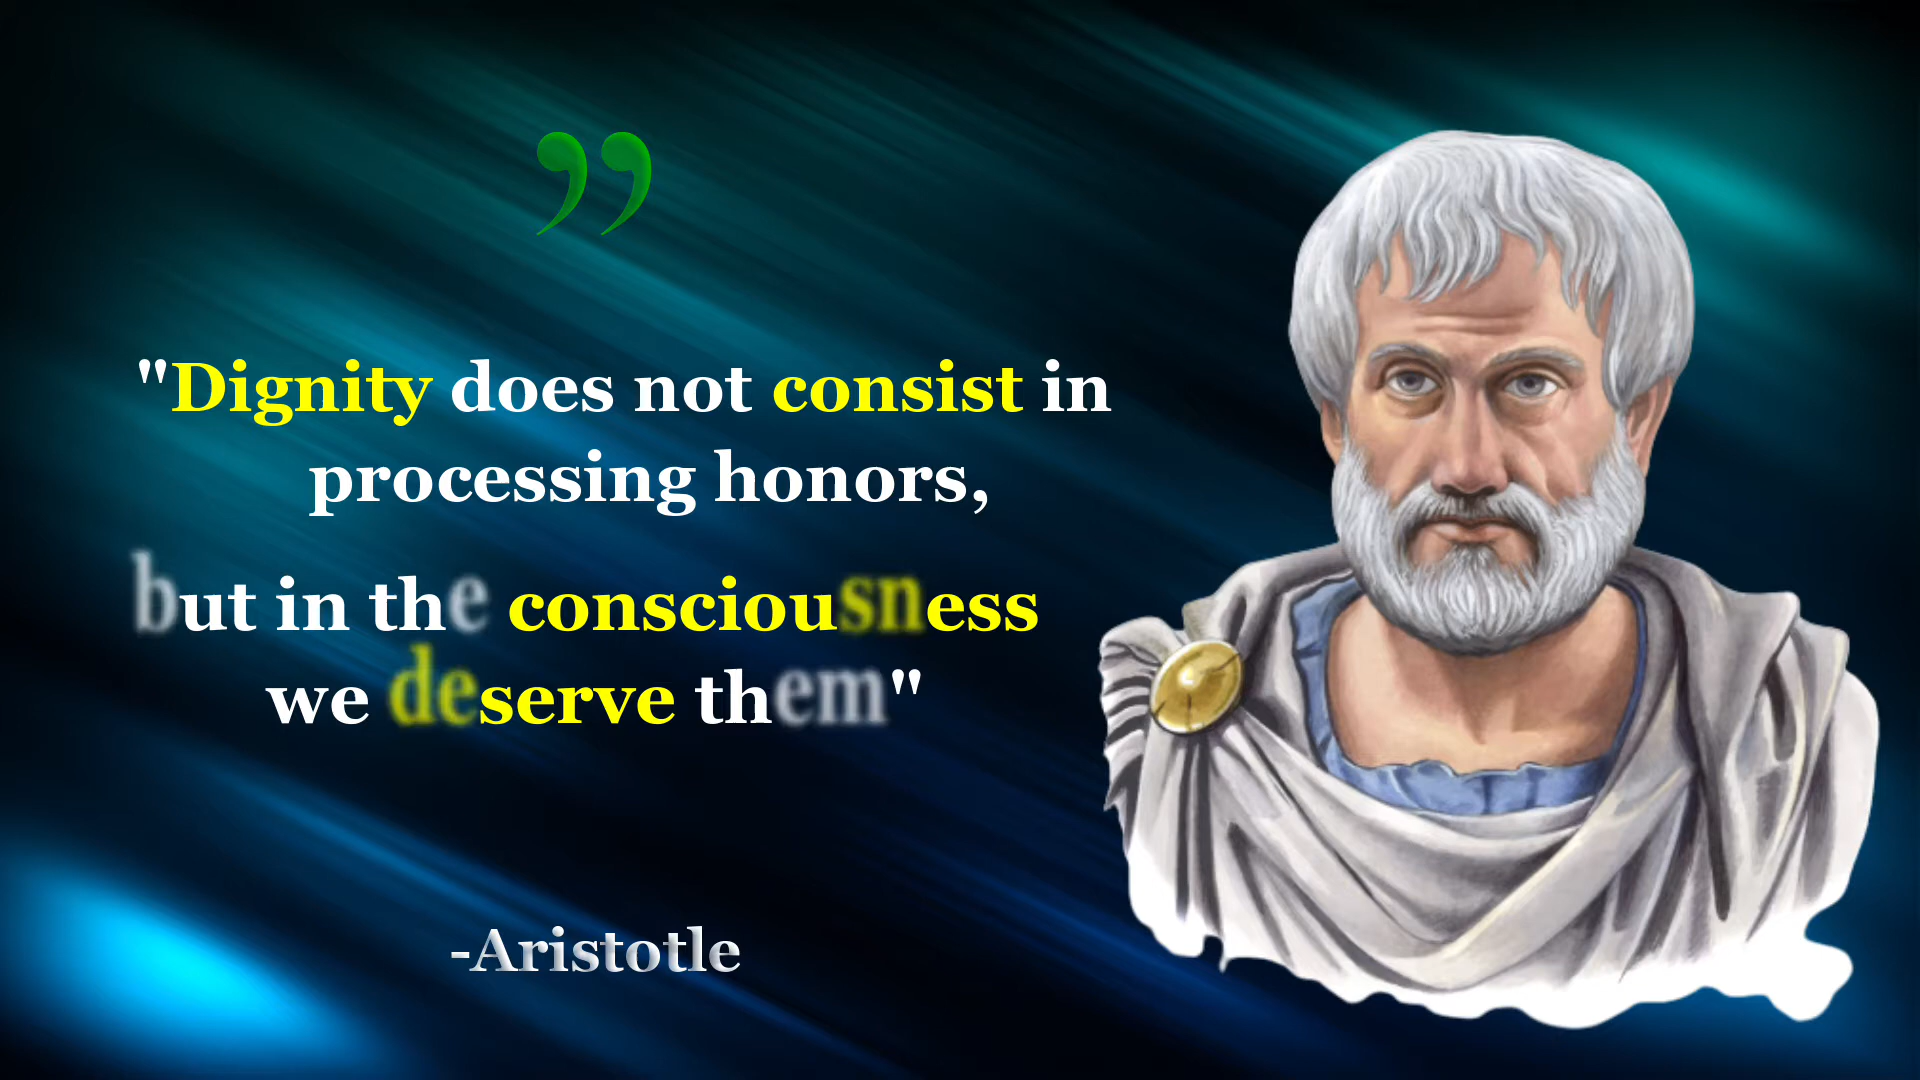 ”
"Dignity does not consist in
processing honors,
but in the consciousness
we deserve them"
-Aristotle